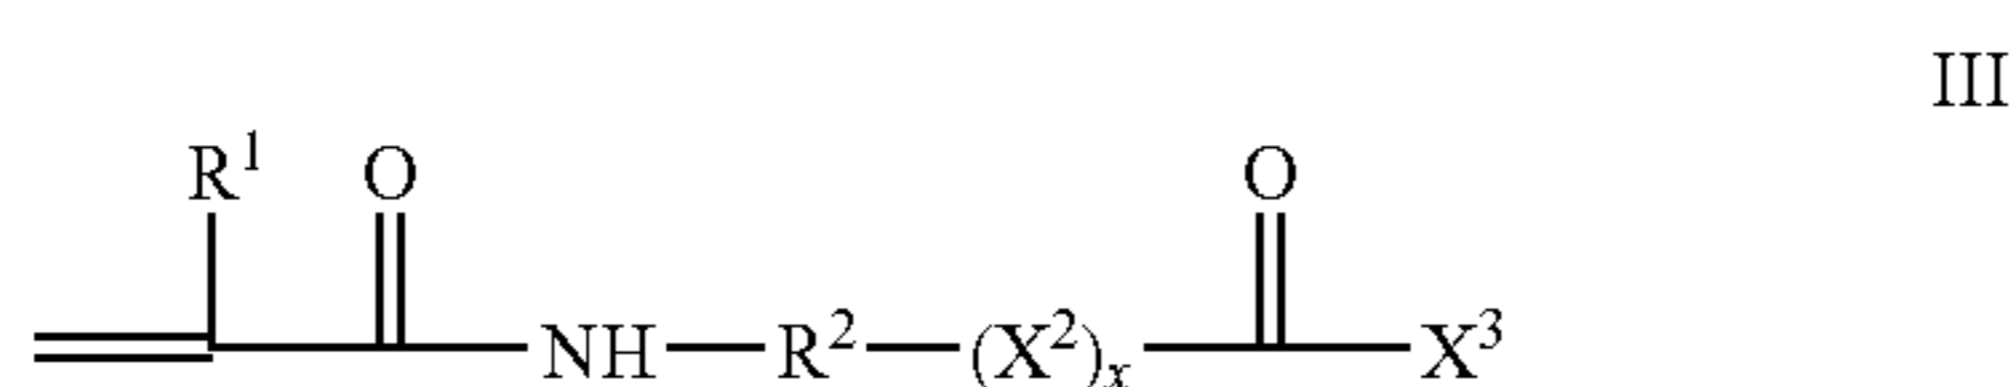 III
R¹ O O
NH—R²—(X²)ₓ X³